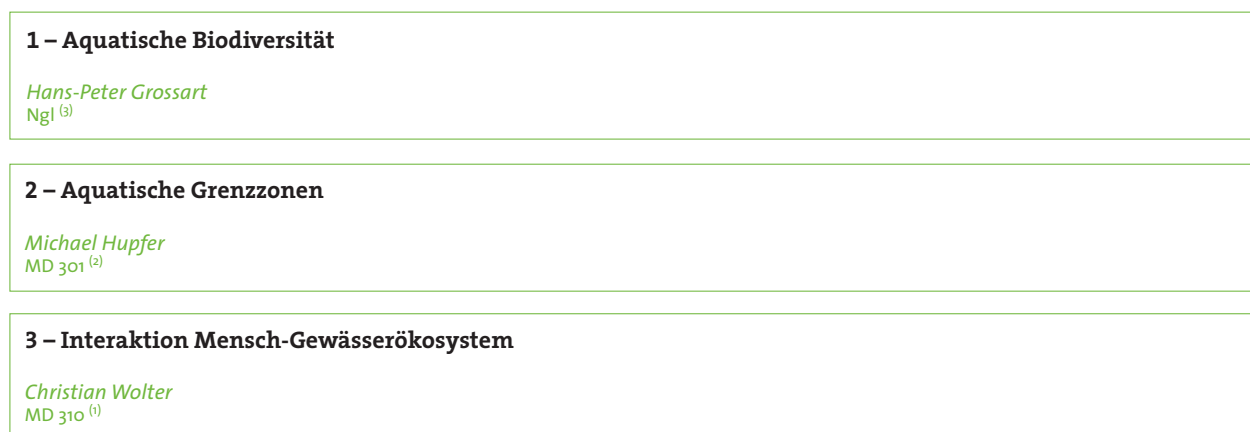 1 – Aquatische Biodiversität
Hans-Peter Grossart
Ngl (3)
2 – Aquatische Grenzzonen
Michael Hupfer
MD 301 (2)
3 – Interaktion Mensch-Gewässerökosystem
Christian Wolter
MD 310 (1)